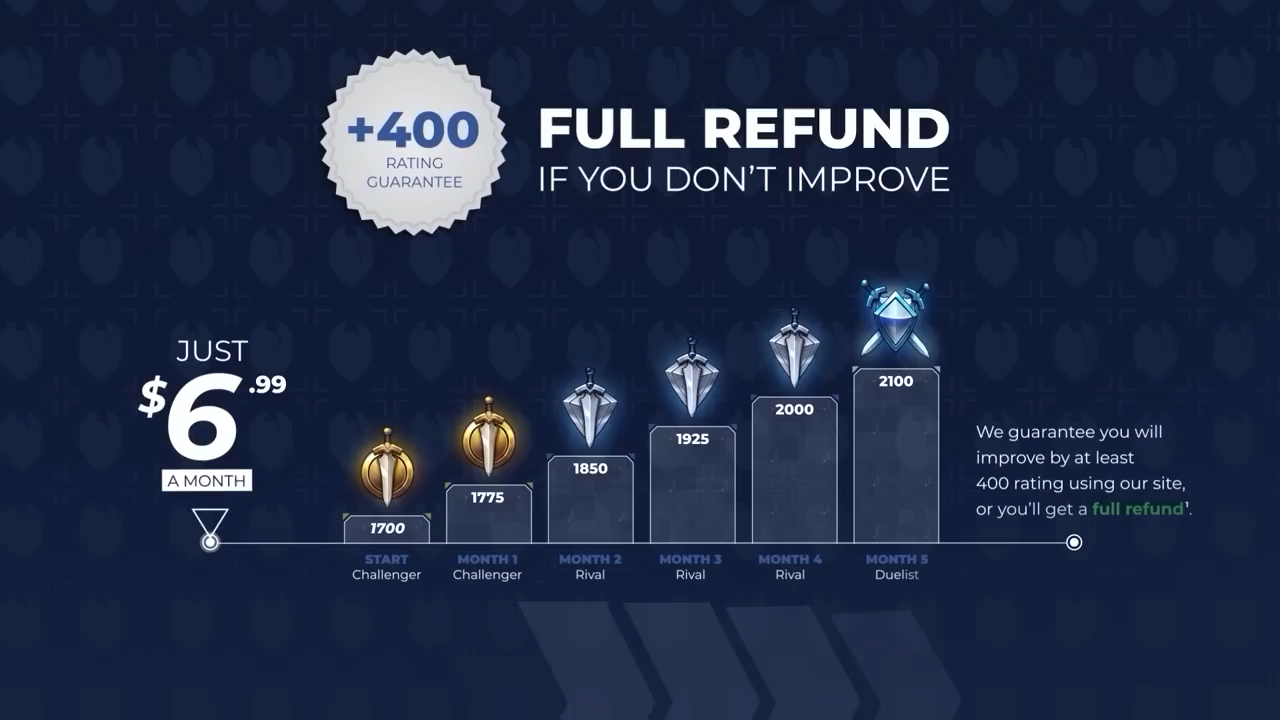 +400
RATING
GUARANTEE
FULL REFUND
IF YOU DON'T IMPROVE
JUST
$6.99
A MONTH
1700
1775
1850
1925
2000
2100
START
Challenger
MONTH 1
Challenger
MONTH 2
Rival
MONTH 3
Rival
MONTH 4
Rival
MONTH 5
Duelist
We guarantee you will
improve by at least
400 rating using our site,
or you'll get a full refund¹.